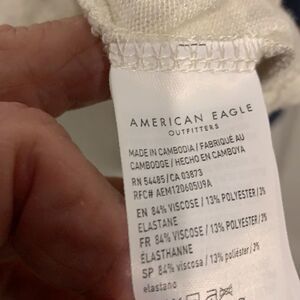 AMERICAN EAGLE
OUTFITTERS
MADE IN CAMBODIA / FABRIQUÉ AU
CAMBODGE / HECHO EN CAMBOYA
RN 54485 / CA 03873
RFC# AEM120605U9A
EN 84% VISCOSE / 13% POLYESTER / 3%
ELASTANE
FR 84% VISCOSE / 13% POLYESTER / 3%
ÉLASTHANNE
SP 84% viscosa / 13% poliéster / 3%
elastano